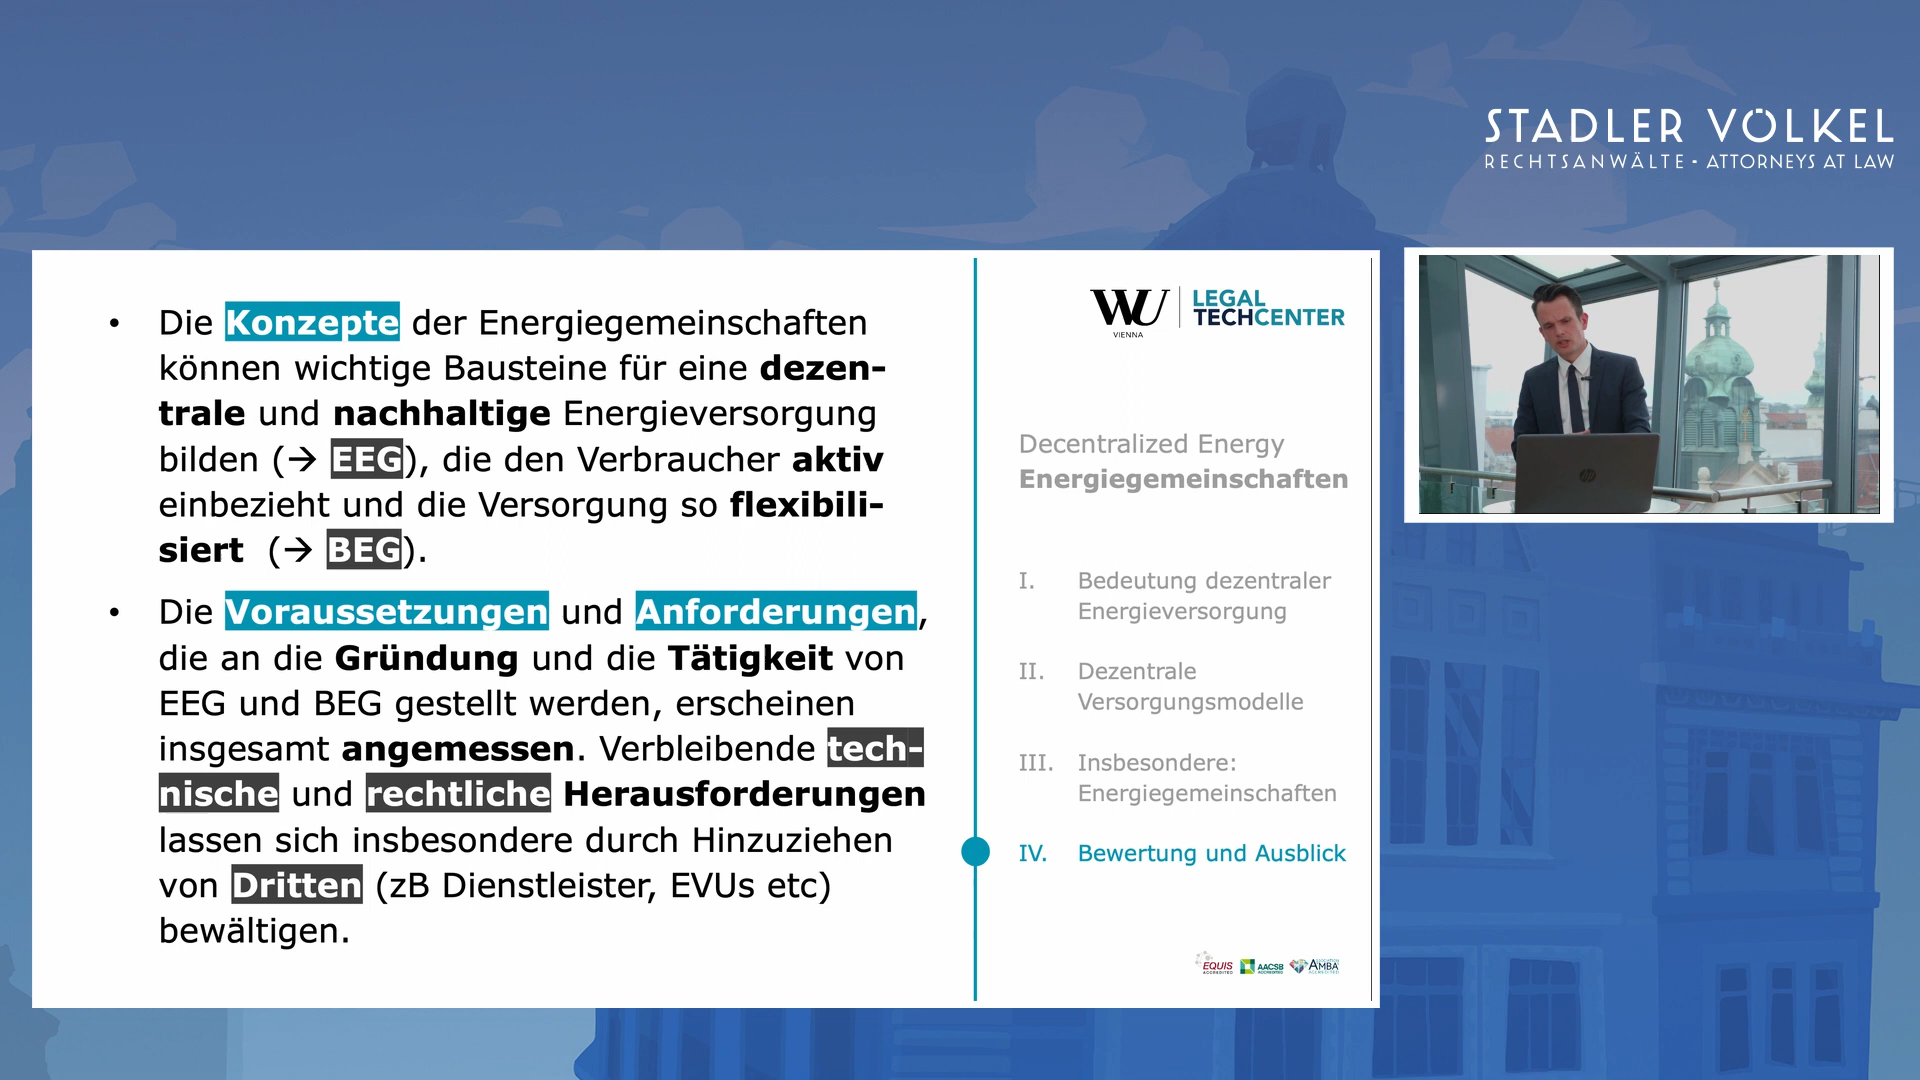 STADLER VÖLKEL
RECHTSANWÄLTE - ATTORNEYS AT LAW
• Die Konzepte der Energiegemeinschaften
können wichtige Bausteine für eine dezen-
trale und nachhaltige Energieversorgung
bilden (→ EEG), die den Verbraucher aktiv
einbezieht und die Versorgung so flexibili-
siert (→ BEG).
• Die Voraussetzungen und Anforderungen,
die an die Gründung und die Tätigkeit von
EEG und BEG gestellt werden, erscheinen
insgesamt angemessen. Verbleibende tech-
nische und rechtliche Herausforderungen
lassen sich insbesondere durch Hinzuziehen
von Dritten (zB Dienstleister, EVUs etc)
bewältigen.
WU
VIENNA
LEGAL
TECHCENTER
Decentralized Energy
Energiegemeinschaften
I. Bedeutung dezentraler
Energieversorgung
II. Dezentrale
Versorgungsmodelle
III. Insbesondere:
Energiegemeinschaften
IV. Bewertung und Ausblick
EQUIS
ACCREDITED
AACSB
ACCREDITED
ASSOCIATION
AMBA
ACCREDITED
hp